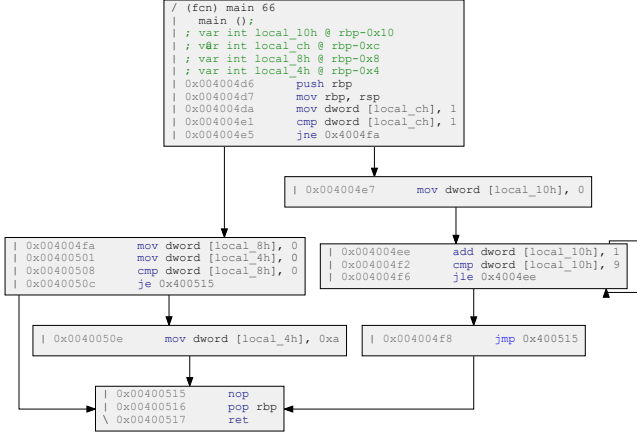 / (fcn) main 66
| main ();
| ; var int local_10h @ rbp-0x10
| ; var int local_ch @ rbp-0xc
| ; var int local_8h @ rbp-0x8
| ; var int local_4h @ rbp-0x4
| 0x004004d6 push rbp
| 0x004004d7 mov rbp, rsp
| 0x004004da mov dword [local_ch], 1
| 0x004004e1 cmp dword [local_ch], 1
| 0x004004e5 jne 0x4004fa
| 0x004004e7 mov dword [local_10h], 0
| 0x004004fa mov dword [local_8h], 0
| 0x00400501 mov dword [local_4h], 0
| 0x00400508 cmp dword [local_8h], 0
| 0x0040050c je 0x400515
| 0x004004ee add dword [local_10h], 1
| 0x004004f2 cmp dword [local_10h], 9
| 0x004004f6 jle 0x4004ee
| 0x0040050e mov dword [local_4h], 0xa
| 0x004004f8 jmp 0x400515
| 0x00400515 nop
| 0x00400516 pop rbp
\ 0x00400517 ret